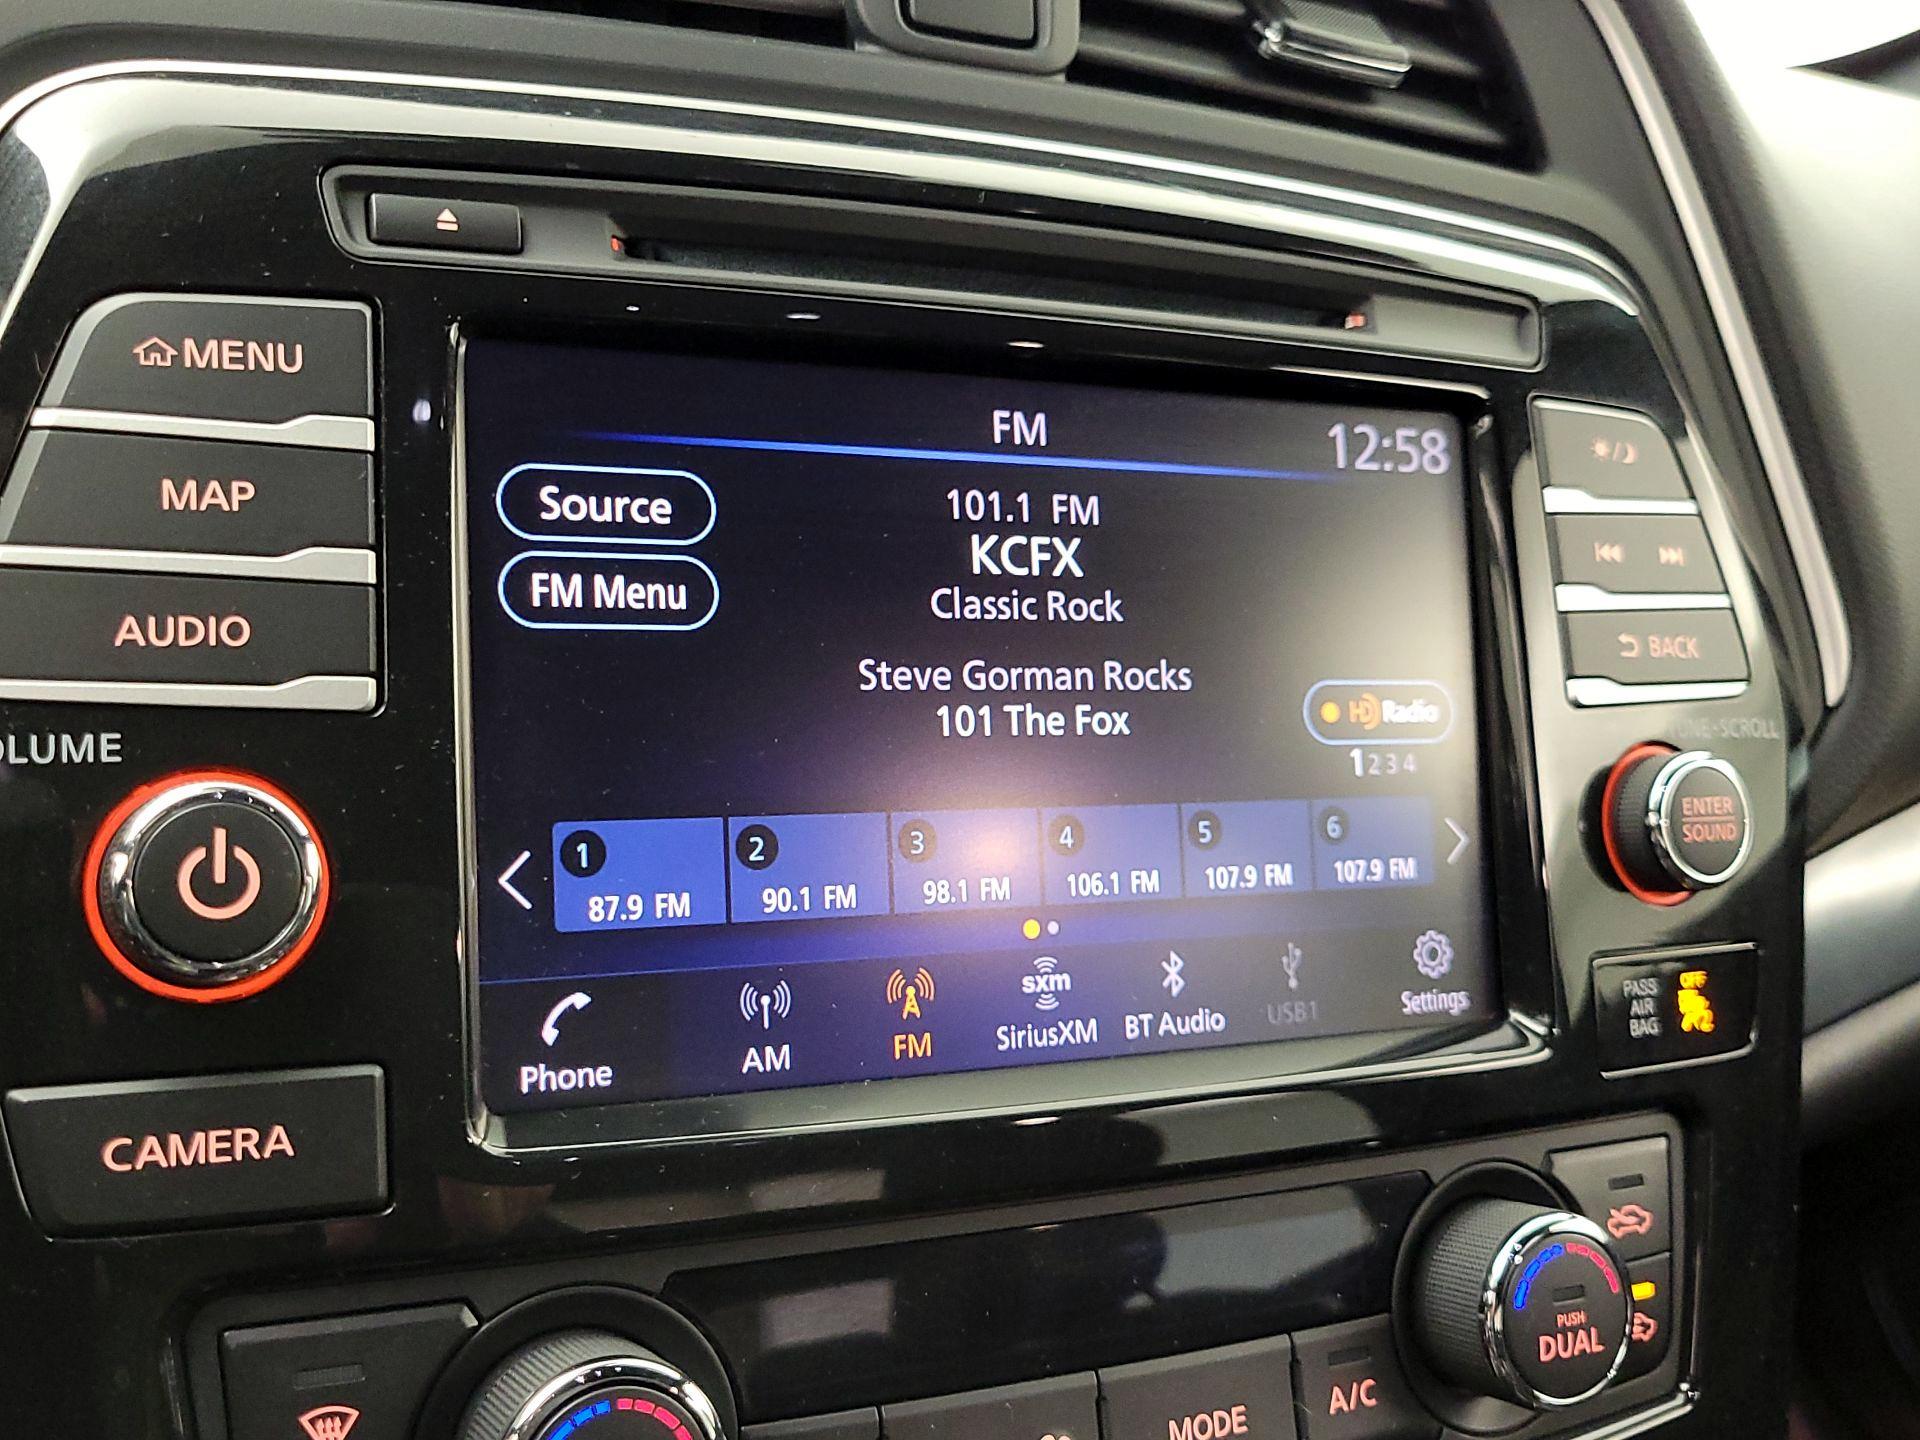 MENU
MAP
AUDIO
OLUME
CAMERA
FM
12:58
Source
FM Menu
101.1 FM
KCFX
Classic Rock
Steve Gorman Rocks
101 The Fox
HD Radio
1 2 3 4
1 2 3 4 5 6
87.9 FM 90.1 FM 98.1 FM 106.1 FM 107.9 FM 107.9 FM
Phone
AM
FM
sxm
SiriusXM
BT Audio
USB1
Settings
BACK
TUNE•SCROLL
ENTER
SOUND
PASS
AIR
BAG
OFF
PUSH
DUAL
A/C
MODE